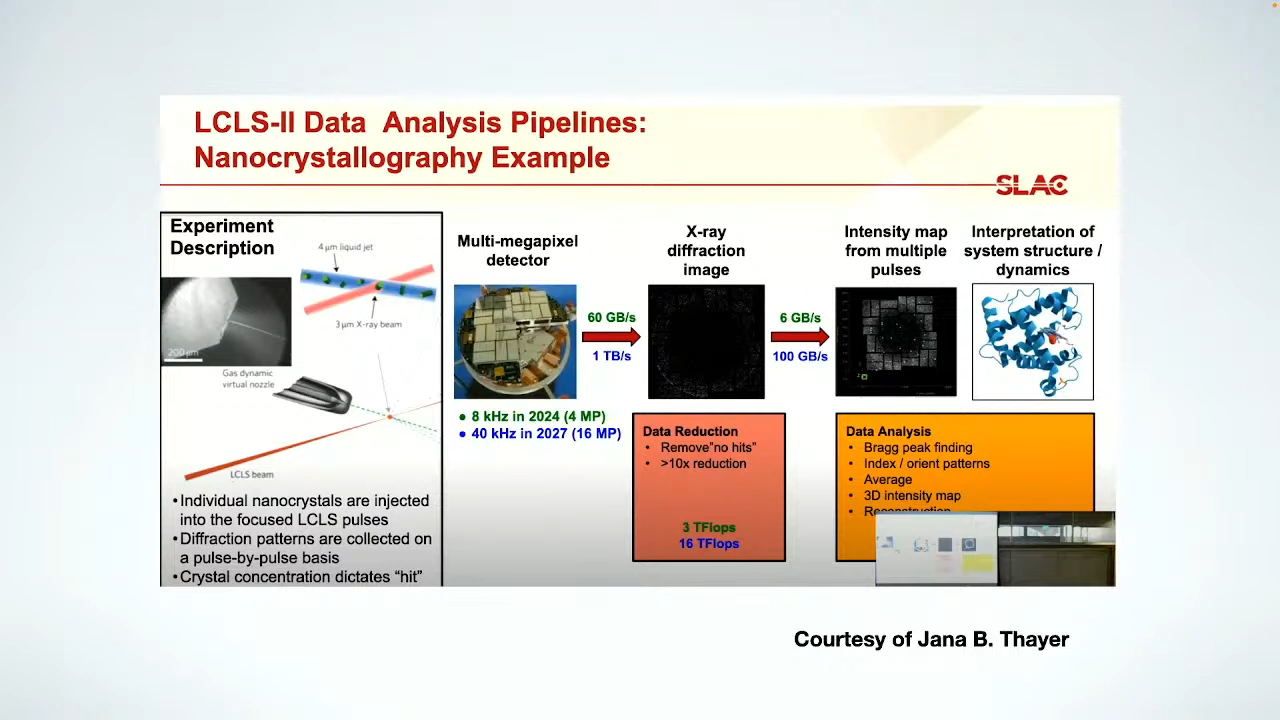 LCLS-II Data Analysis Pipelines:
Nanocrystallography Example
SLAC
Experiment
Description
4 µm liquid jet
3 µm X-ray beam
200 µm
Gas dynamic
virtual nozzle
LCLS beam
•Individual nanocrystals are injected
into the focused LCLS pulses
•Diffraction patterns are collected on
a pulse-by-pulse basis
•Crystal concentration dictates “hit”
Multi-megapixel
detector
• 8 kHz in 2024 (4 MP)
• 40 kHz in 2027 (16 MP)
60 GB/s
1 TB/s
X-ray
diffraction
image
6 GB/s
100 GB/s
Data Reduction
• Remove"no hits"
• >10x reduction
3 TFlops
16 TFlops
Intensity map
from multiple
pulses
Interpretation of
system structure /
dynamics
Data Analysis
• Bragg peak finding
• Index / orient patterns
• Average
• 3D intensity map
• Reconstruction
Courtesy of Jana B. Thayer